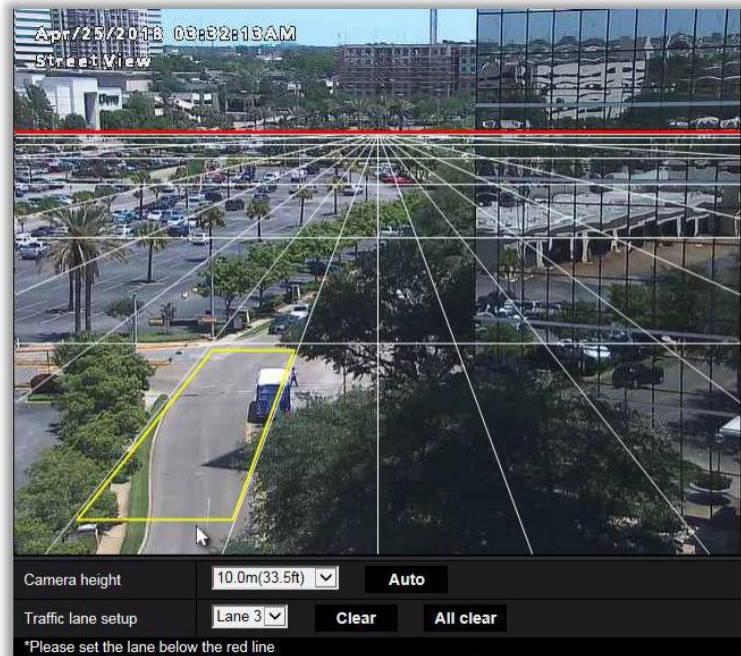 Apr/25/2018 03:32:13AM
Street View
Camera height 10.0m(33.5ft) Auto
Traffic lane setup Lane 3 Clear All clear
*Please set the lane below the red line